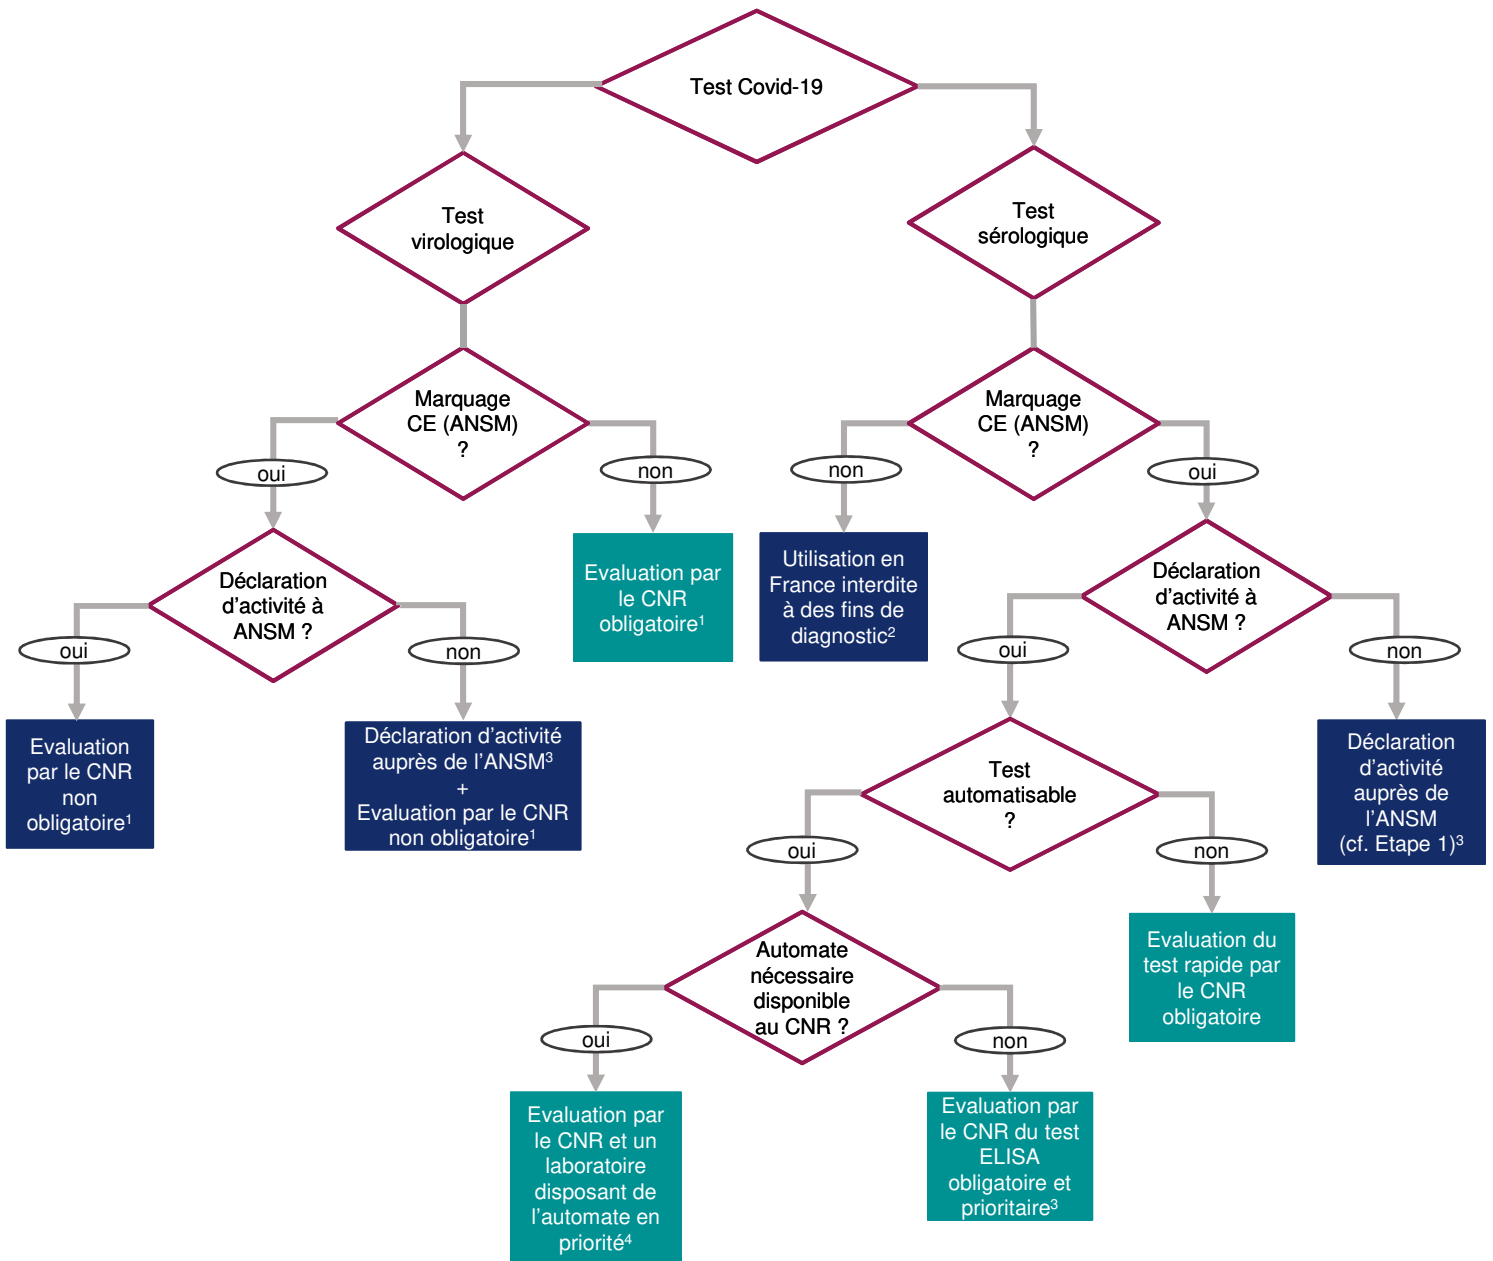 Test Covid-19
Test
virologique
Test
sérologique
Marquage
CE (ANSM)
?
Marquage
CE (ANSM)
?
oui
non
non
oui
Déclaration
d’activité à
ANSM ?
Evaluation par
le CNR
obligatoire¹
Utilisation en
France interdite
à des fins de
diagnostic²
Déclaration
d’activité à
ANSM ?
oui
non
oui
non
Evaluation
par le CNR
non
obligatoire¹
Déclaration d’activité
auprès de l’ANSM³
+
Evaluation par le CNR
non obligatoire¹
Test
automatisable
?
Déclaration
d’activité
auprès de
l’ANSM
(cf. Etape 1)³
oui
non
Automate
nécessaire
disponible
au CNR ?
Evaluation du
test rapide par
le CNR
obligatoire
oui
non
Evaluation par
le CNR et un
laboratoire
disposant de
l’automate en
priorité⁴
Evaluation par
le CNR du test
ELISA
obligatoire et
prioritaire³